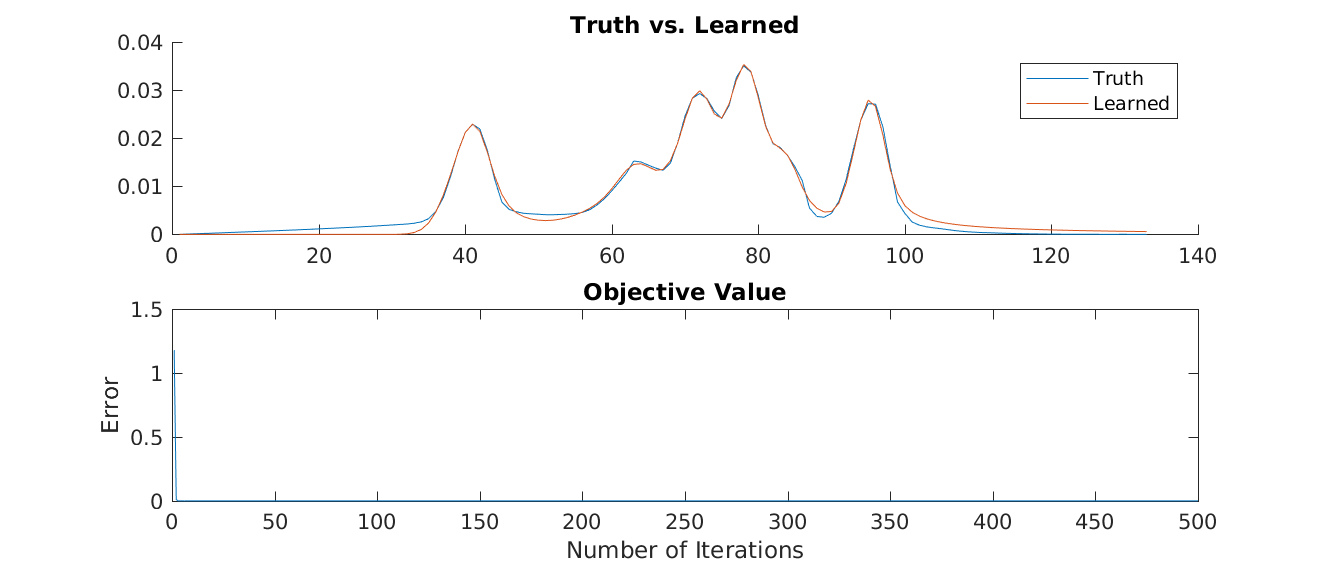 Truth vs. Learned
0.04
0.03
0.02
0.01
0
0 20 40 60 80 100 120 140
Truth
Learned
Objective Value
1.5
1
0.5
0
Error
0 50 100 150 200 250 300 350 400 450 500
Number of Iterations